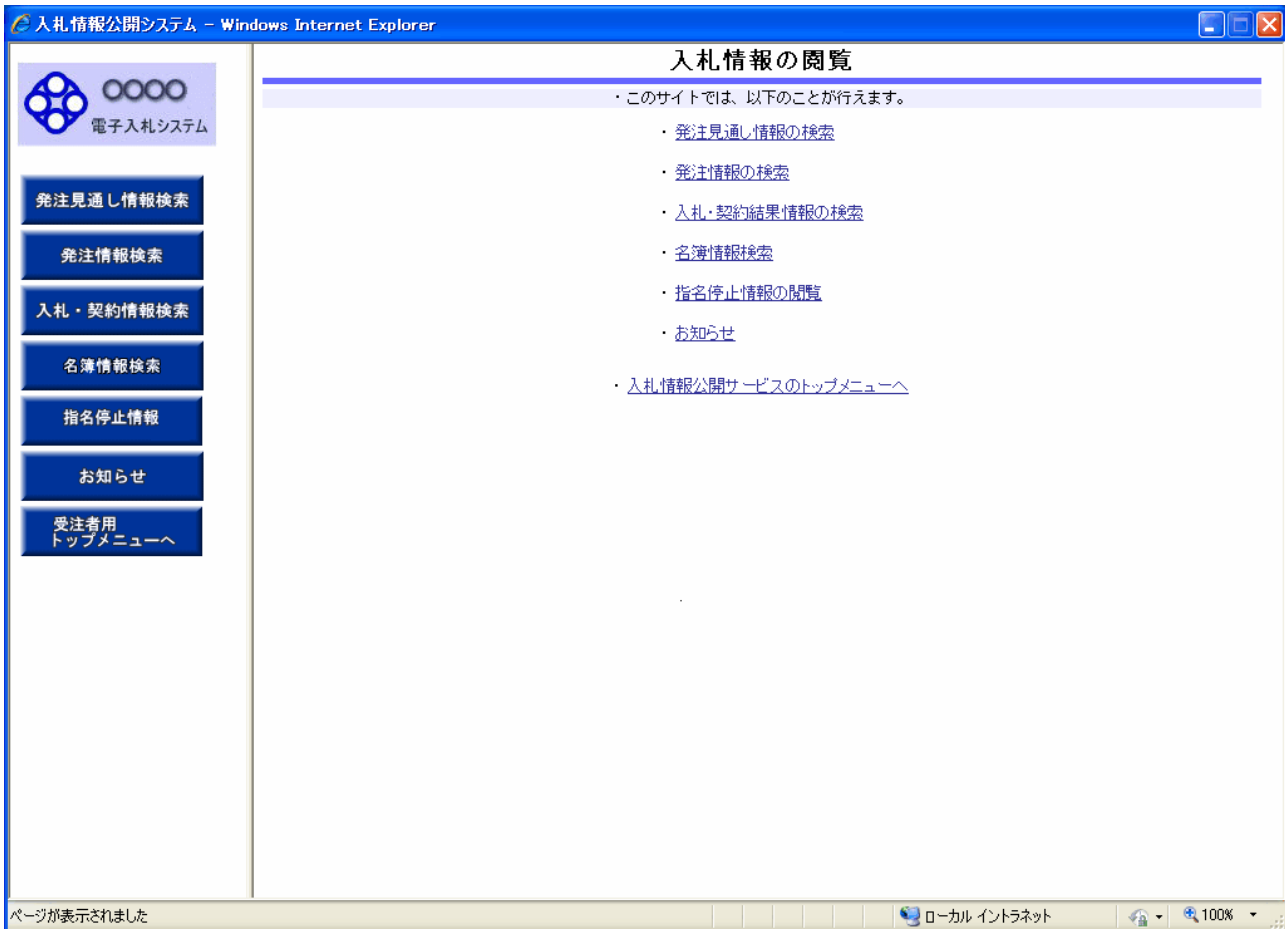 入札情報公開システム - Windows Internet Explorer
○○○○
電子入札システム
発注見通し情報検索
発注情報検索
入札・契約情報検索
名簿情報検索
指名停止情報
お知らせ
受注者用
トップメニューへ
入札情報の閲覧
・このサイトでは、以下のことが行えます。
・発注見通し情報の検索
・発注情報の検索
・入札・契約結果情報の検索
・名簿情報検索
・指名停止情報の閲覧
・お知らせ
・入札情報公開サービスのトップメニューへ
ページが表示されました
ローカル イントラネット
100%